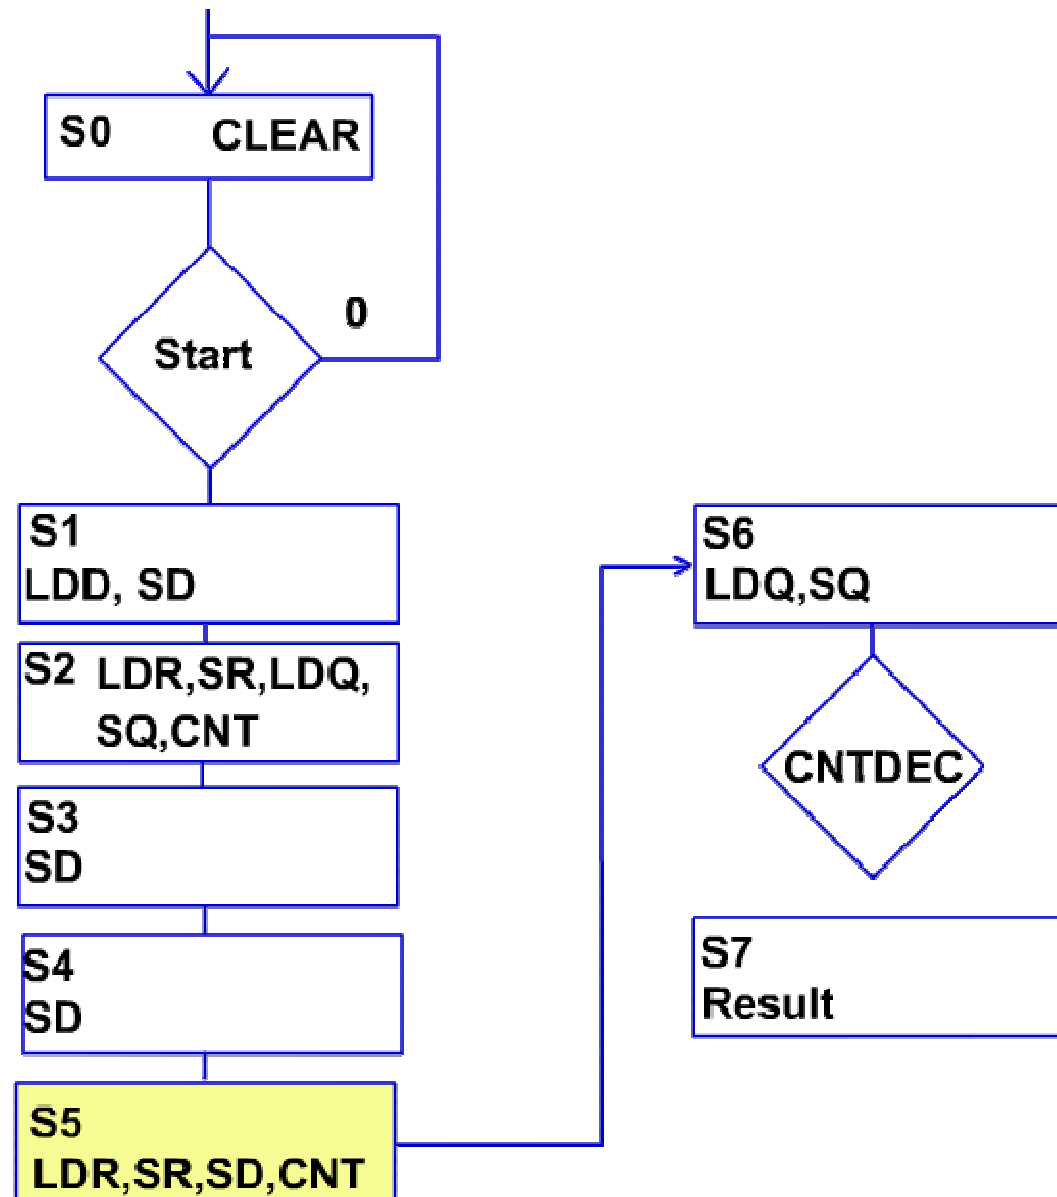 S0 CLEAR
0
Start
S1
LDD, SD
S2 LDR,SR,LDQ,
SQ,CNT
S3
SD
S4
SD
S5
LDR,SR,SD,CNT
S6
LDQ,SQ
CNTDEC
S7
Result